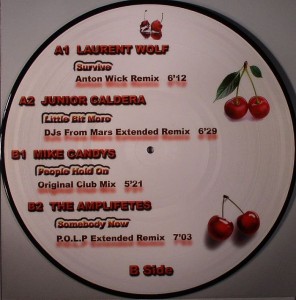 A1 LAURENT WOLF
Survive
Anton Wick Remix 6'12
A2 JUNIOR CALDERA
Little Bit More
DJs From Mars Extended Remix 6'29
B1 MIKE CANDYS
People Hold On
Original Club Mix 5'21
B2 THE AMPLIFETES
Somebody New
P.O.L.P Extended Remix 7'03
B Side